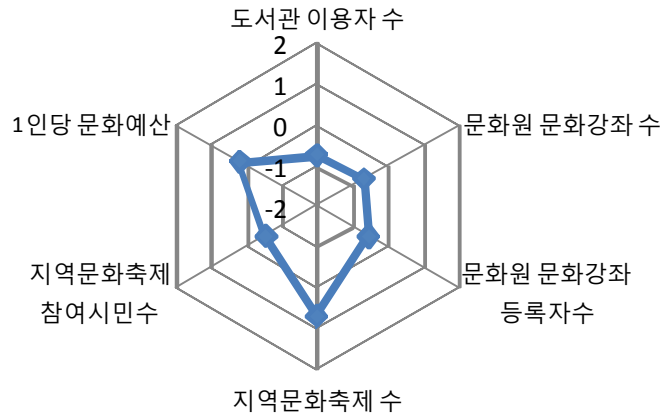 도서관 이용자 수
2
1
0
-1
-2
1인당 문화예산
문화원 문화강좌 수
지역문화축제
참여시민수
문화원 문화강좌
등록자수
지역문화축제 수